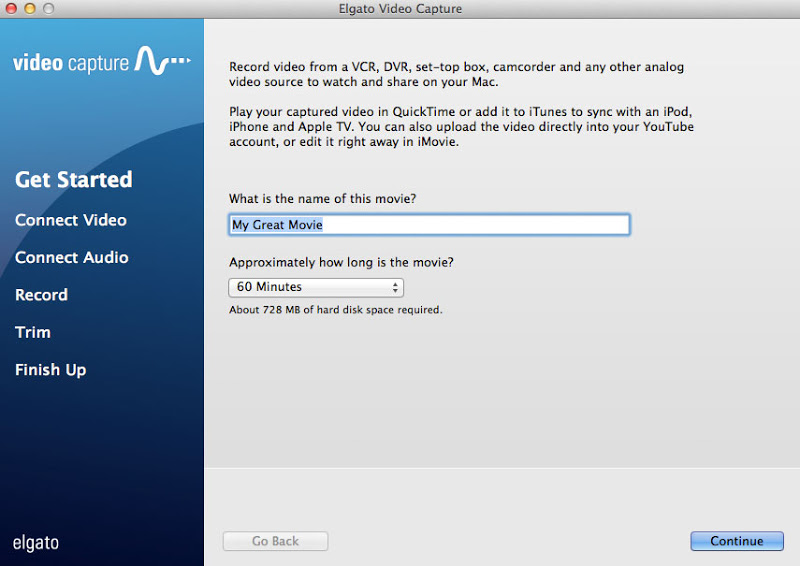 Elgato Video Capture
video capture
Get Started
Connect Video
Connect Audio
Record
Trim
Finish Up
elgato
Record video from a VCR, DVR, set-top box, camcorder and any other analog
video source to watch and share on your Mac.
Play your captured video in QuickTime or add it to iTunes to sync with an iPod,
iPhone and Apple TV. You can also upload the video directly into your YouTube
account, or edit it right away in iMovie.
What is the name of this movie?
My Great Movie
Approximately how long is the movie?
60 Minutes
About 728 MB of hard disk space required.
Go Back
Continue